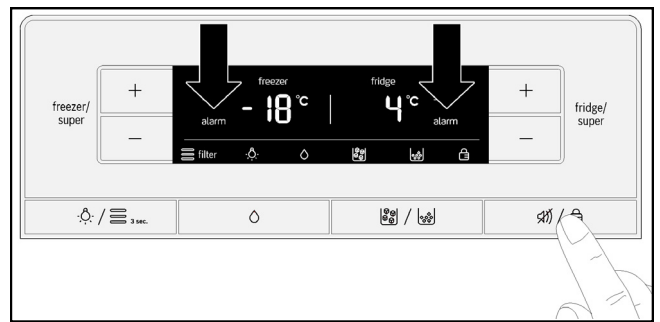 freezer/
super
+
−
freezer
alarm
-18 °C
fridge
4 °C
alarm
filter
+
−
fridge/
super
/ 3 sec.
/
/